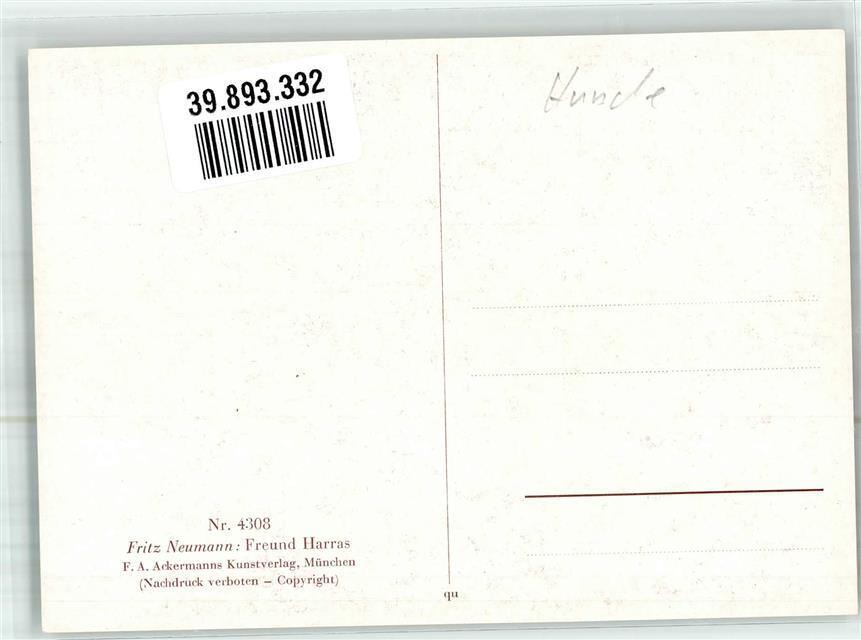 39.893.332
Hunde
Nr. 4308
Fritz Neumann: Freund Harras
F. A. Ackermanns Kunstverlag, München
(Nachdruck verboten – Copyright)
qu